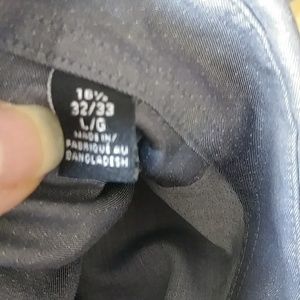 16½
32/33
L/G
MADE IN/
FABRIQUÉ AU
BANGLADESH